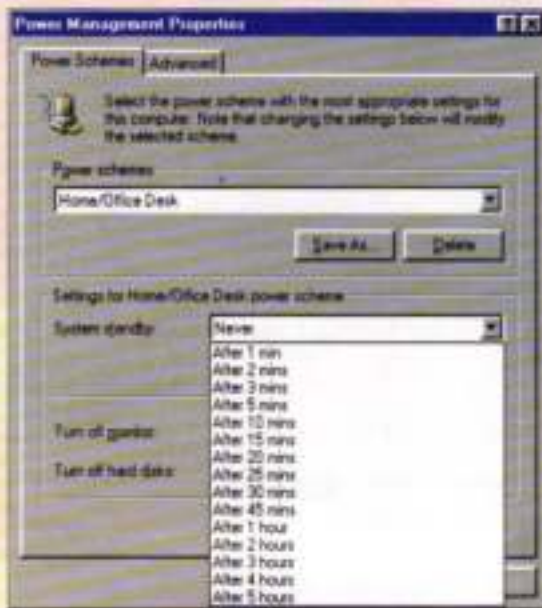 Power Management Properties
Power Schemes
Advanced
Select the power scheme with the most appropriate settings for
this computer. Note that changing the settings below will modify
the selected scheme.
Power schemes
Home/Office Desk
Save As...
Delete
Settings for Home/Office Desk power scheme
System standby:
Never
After 1 min
After 2 mins
After 3 mins
After 5 mins
After 10 mins
After 15 mins
After 20 mins
After 25 mins
After 30 mins
After 45 mins
After 1 hour
After 2 hours
After 3 hours
After 4 hours
After 5 hours
Turn off monitor:
Turn off hard disks: